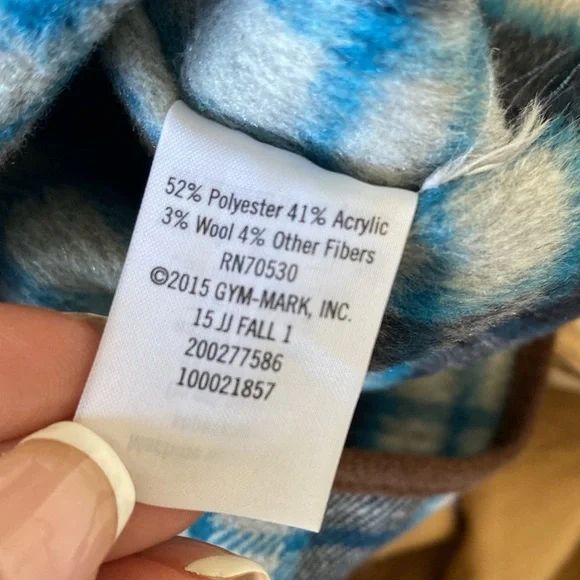 52% Polyester 41% Acrylic
3% Wool 4% Other Fibers
RN70530
©2015 GYM-MARK, INC.
15 JJ FALL 1
200277586
100021857